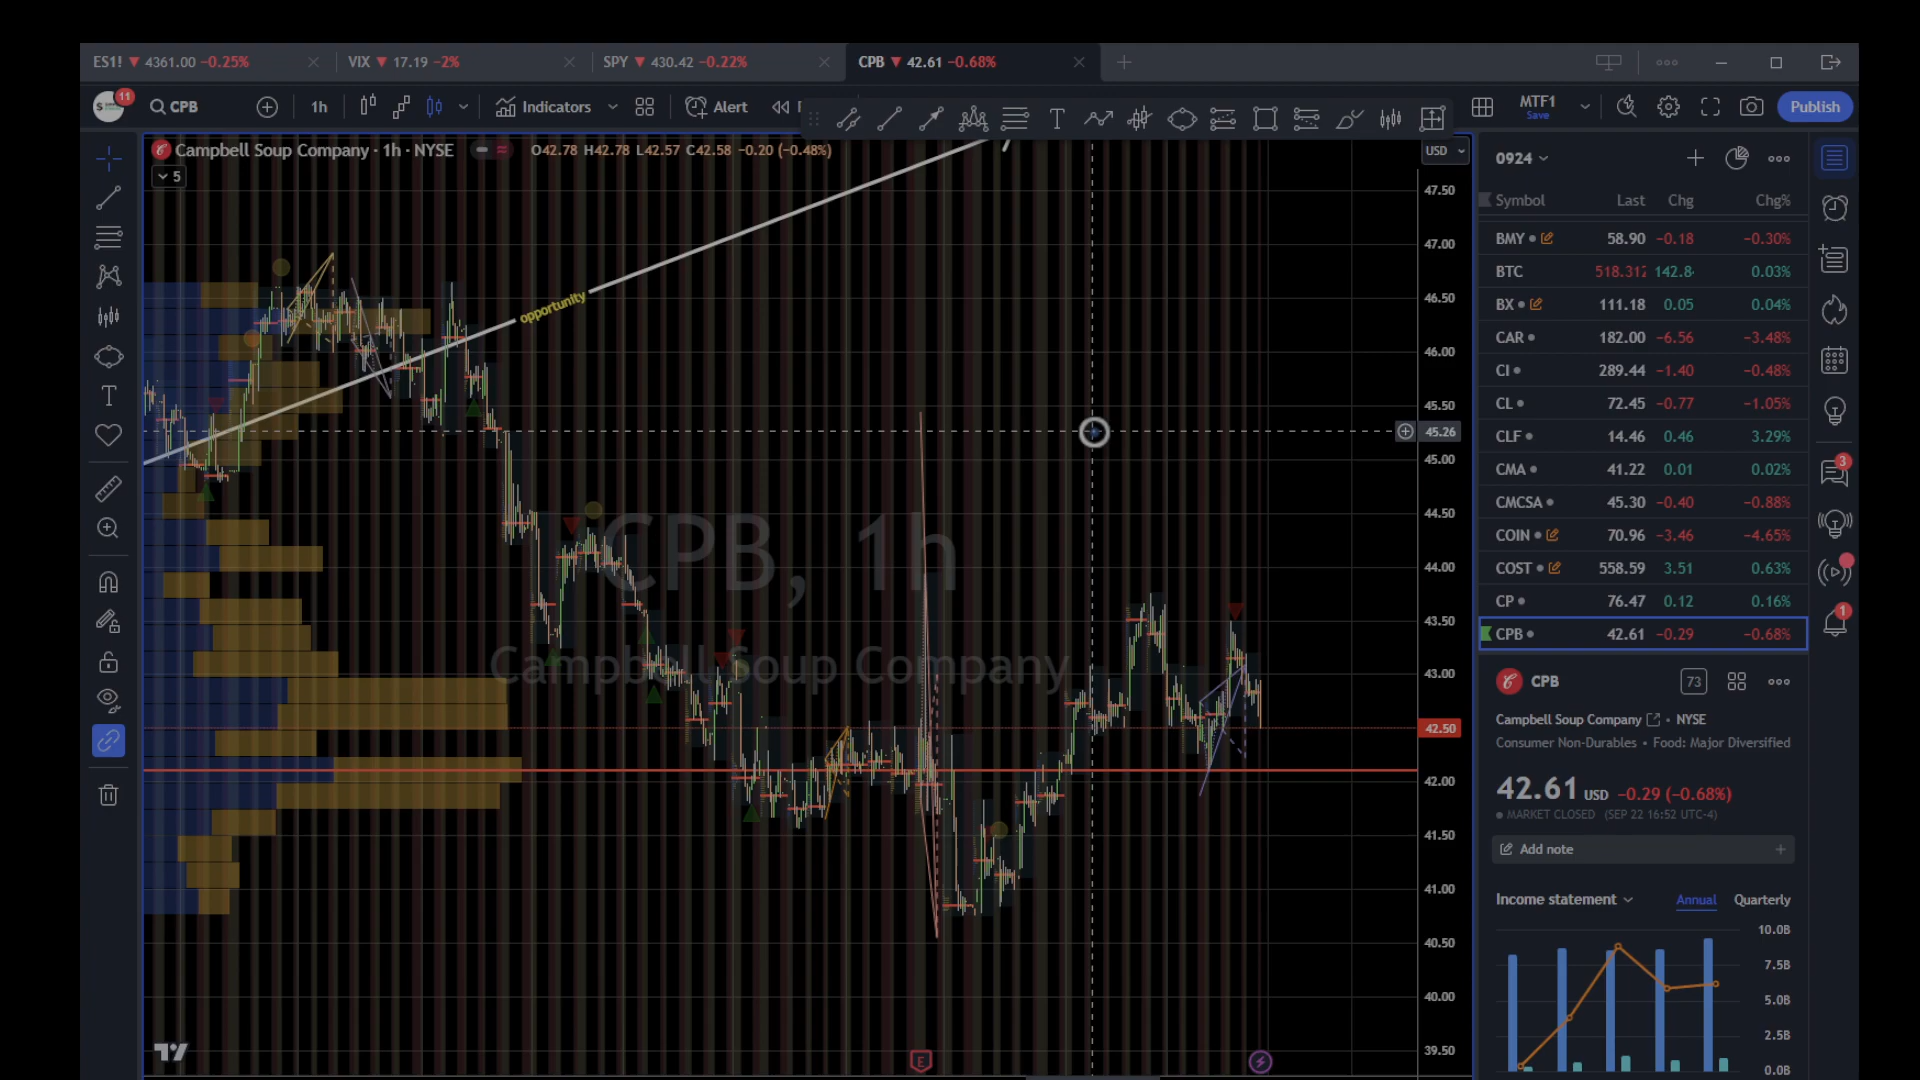 ES1! ▼ 4361.00 −0.25%
VIX ▼ 17.19 −2%
SPY ▼ 430.42 −0.22%
CPB ▼ 42.61 −0.68%
11
CPB
1h
Indicators
Alert
MTF1
Save
Publish
Campbell Soup Company · 1h · NYSE
O42.78 H42.78 L42.57 C42.58 −0.20 (−0.48%)
5
USD
47.50
47.00
46.50
46.00
45.50
45.26
45.00
44.50
44.00
43.50
43.00
42.50
42.00
41.50
41.00
40.50
40.00
39.50
opportunity
CPB, 1h
Campbell Soup Company
E
0924
Symbol Last Chg Chg%
BMY 58.90 −0.18 −0.30%
BTC 518.312 142.8 0.03%
BX 111.18 0.05 0.04%
CAR 182.00 −6.56 −3.48%
CI 289.44 −1.40 −0.48%
CL 72.45 −0.77 −1.05%
CLF 14.46 0.46 3.29%
CMA 41.22 0.01 0.02%
CMCSA 45.30 −0.40 −0.88%
COIN 70.96 −3.46 −4.65%
COST 558.59 3.51 0.63%
CP 76.47 0.12 0.16%
CPB 42.61 −0.29 −0.68%
CPB
73
Campbell Soup Company • NYSE
Consumer Non-Durables • Food: Major Diversified
42.61 USD −0.29 (−0.68%)
MARKET CLOSED (SEP 22 16:52 UTC-4)
Add note
Income statement
Annual Quarterly
10.0B
7.5B
5.0B
2.5B
0.0B
3
1